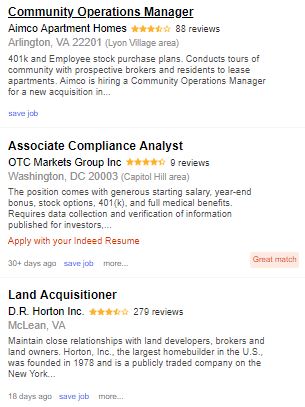 Community Operations Manager
Aimco Apartment Homes 88 reviews
Arlington, VA 22201 (Lyon Village area)
401k and Employee stock purchase plans. Conducts tours of
community with prospective brokers and residents to lease
apartments. Aimco is hiring a Community Operations Manager
for a new acquisition in...
save job
Associate Compliance Analyst
OTC Markets Group Inc 9 reviews
Washington, DC 20003 (Capitol Hill area)
The position comes with generous starting salary, year-end
bonus, stock options, 401(k), and full medical benefits.
Requires data collection and verification of information
published for investors,...
Apply with your Indeed Resume
Great match
30+ days ago save job more...
Land Acquisitioner
D.R. Horton Inc. 279 reviews
McLean, VA
Maintain close relationships with land developers, brokers and
land owners. Horton, Inc., the largest homebuilder in the U.S.,
was founded in 1978 and is a publicly traded company on the
New York...
18 days ago save job more...